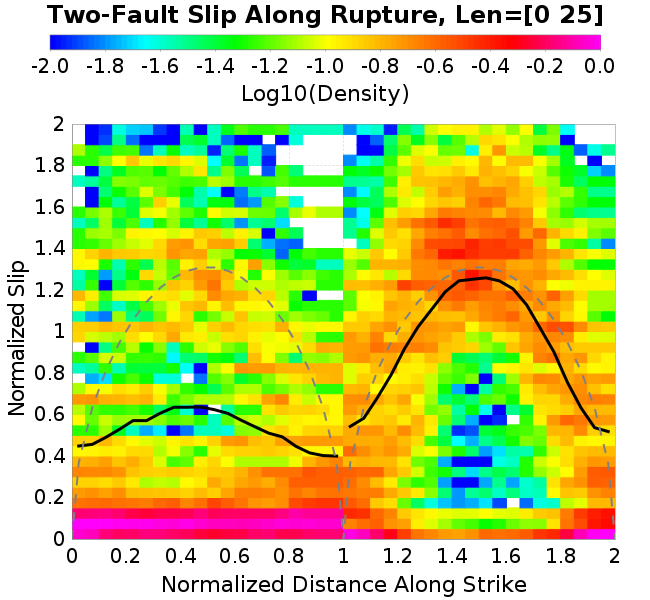 Two-Fault Slip Along Rupture, Len=[0 25]
-2.0 -1.8 -1.6 -1.4 -1.2 -1.0 -0.8 -0.6 -0.4 -0.2 0.0
Log10(Density)
2
1.8
1.6
1.4
1.2
1
0.8
0.6
0.4
0.2
0
Normalized Slip
0 0.2 0.4 0.6 0.8 1 1.2 1.4 1.6 1.8 2
Normalized Distance Along Strike